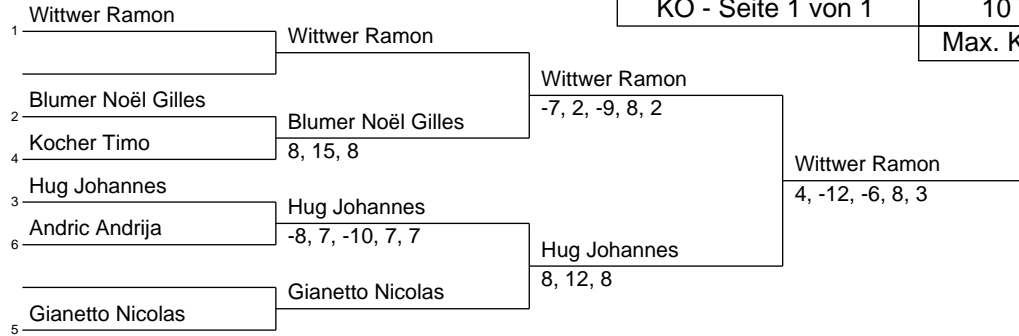 KO - Seite 1 von 1
10
Max. K
1 Wittwer Ramon
Wittwer Ramon
Wittwer Ramon
-7, 2, -9, 8, 2
2 Blumer Noël Gilles
Blumer Noël Gilles
8, 15, 8
4 Kocher Timo
Wittwer Ramon
4, -12, -6, 8, 3
3 Hug Johannes
Hug Johannes
-8, 7, -10, 7, 7
6 Andric Andrija
Hug Johannes
8, 12, 8
Gianetto Nicolas
5 Gianetto Nicolas